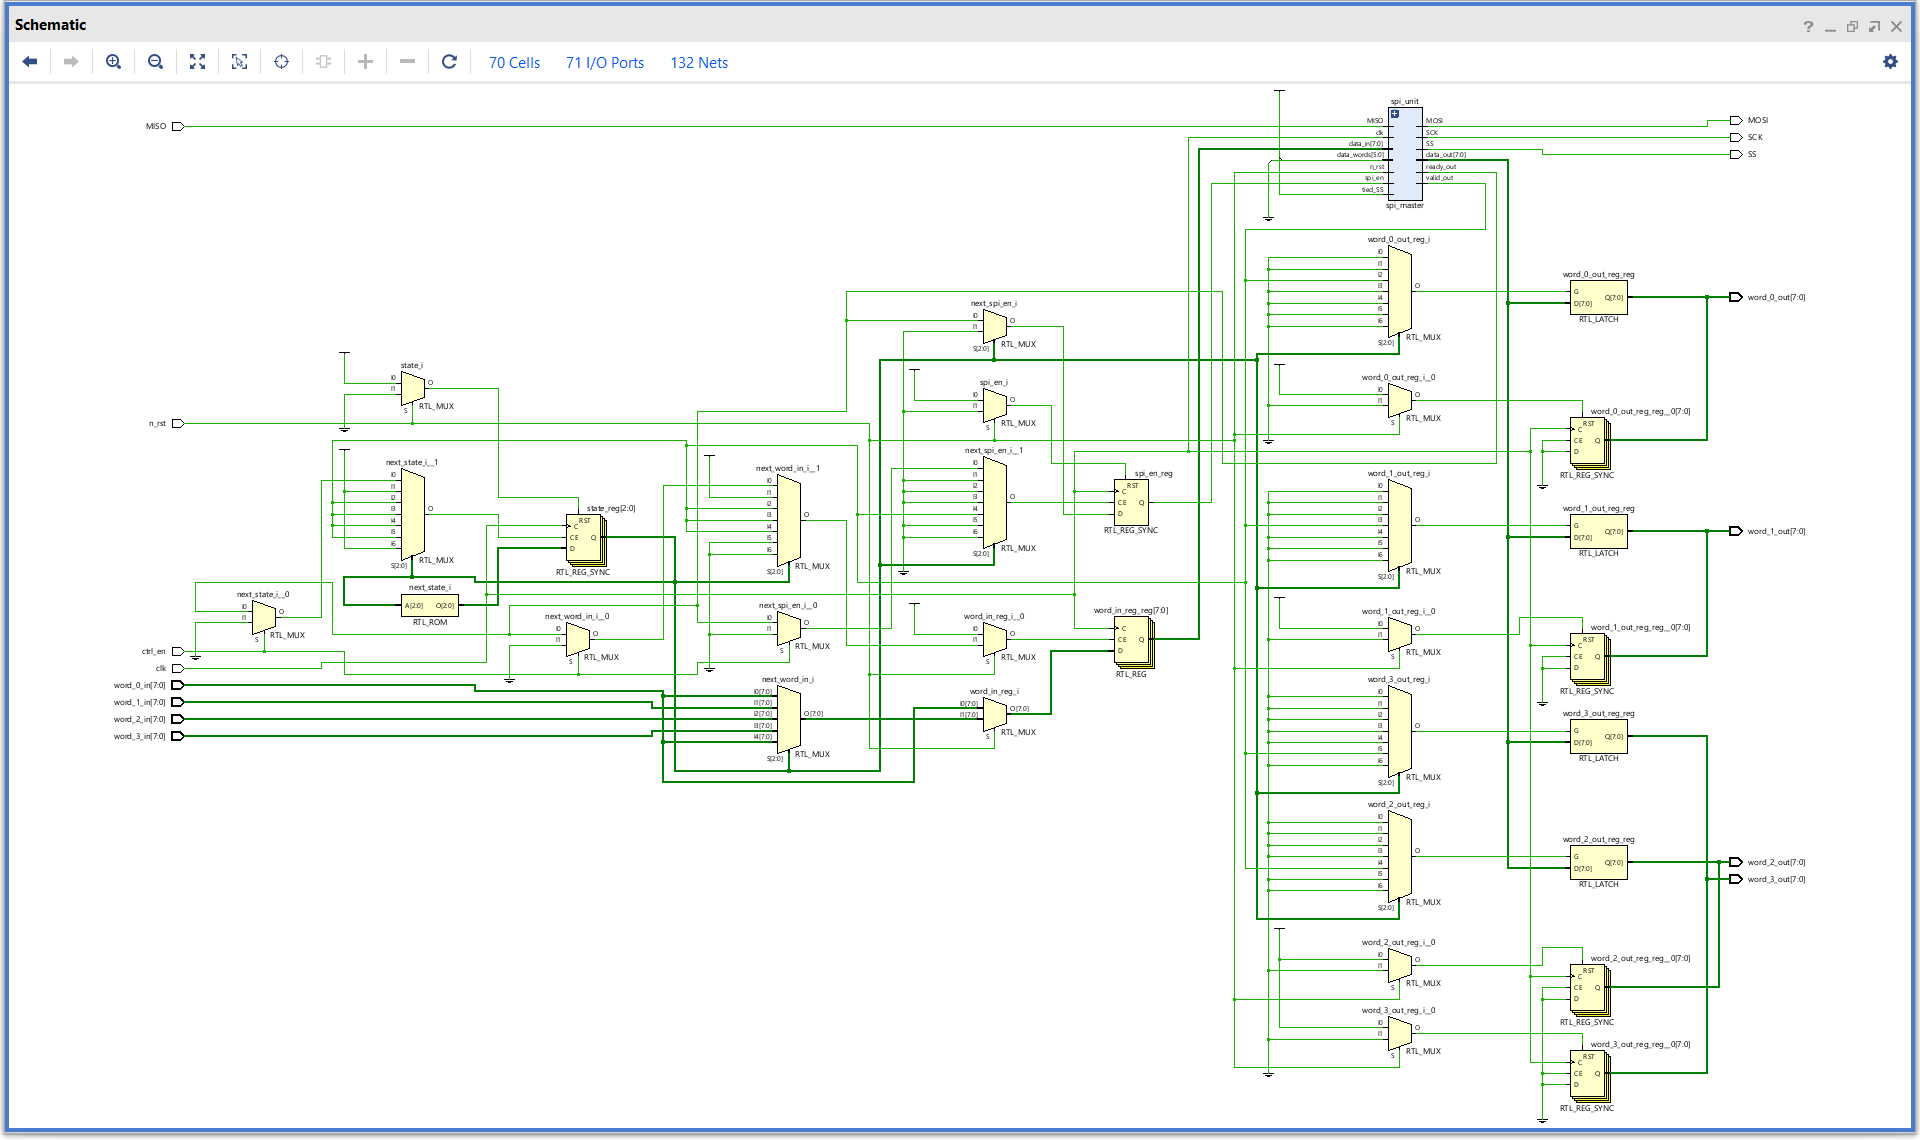 Schematic
70 Cells 71 I/O Ports 132 Nets
spi_unit
MISO
MISO
clk
data_in[7:0]
data_words[5:0]
n_rst
spi_en
tied_SS
MOSI
SCK
SS
data_out[7:0]
ready_out
valid_out
spi_master
MOSI
SCK
SS
word_0_out_reg_i
I0
I1
I2
I3
I4
I5
I6
S[2:0]
O
RTL_MUX
word_0_out_reg_reg
G
D[7:0]
Q[7:0]
RTL_LATCH
word_0_out[7:0]
next_spi_en_i
I0
I1
S[2:0]
O
RTL_MUX
state_i
I0
I1
S
O
RTL_MUX
spi_en_i
I0
I1
S
O
RTL_MUX
word_0_out_reg_i__0
I0
I1
S
O
RTL_MUX
word_0_out_reg_reg__0[7:0]
RST
C
CE
D
Q
RTL_REG_SYNC
n_rst
next_state_i__1
I0
I1
I2
I3
I4
I5
I6
S[2:0]
O
RTL_MUX
next_word_in_i__1
I0
I1
I2
I3
I4
I5
I6
S[2:0]
O
RTL_MUX
next_spi_en_i__1
I0
I1
I2
I3
I4
I5
I6
S[2:0]
O
RTL_MUX
spi_en_reg
RST
C
CE
D
Q
RTL_REG_SYNC
word_1_out_reg_i
I0
I1
I2
I3
I4
I5
I6
S[2:0]
O
RTL_MUX
word_1_out_reg_reg
G
D[7:0]
Q[7:0]
RTL_LATCH
word_1_out[7:0]
state_reg[2:0]
RST
C
CE
D
Q
RTL_REG_SYNC
next_state_i
A[2:0]
O[2:0]
RTL_ROM
next_state_i__0
I0
I1
S
O
RTL_MUX
next_word_in_i__0
I0
I1
S
O
RTL_MUX
next_spi_en_i__0
I0
I1
S
O
RTL_MUX
word_in_reg_i__0
I0
I1
S
O
RTL_MUX
word_in_reg_reg[7:0]
C
CE
D
Q
RTL_REG
word_1_out_reg_i__0
I0
I1
S
O
RTL_MUX
word_1_out_reg_reg__0[7:0]
RST
C
CE
D
Q
RTL_REG_SYNC
ctrl_en
clk
word_0_in[7:0]
word_1_in[7:0]
word_2_in[7:0]
word_3_in[7:0]
next_word_in_i
I0[7:0]
I1[7:0]
I2[7:0]
I3[7:0]
I4[7:0]
S[2:0]
O[7:0]
RTL_MUX
word_in_reg_i
I0[7:0]
I1[7:0]
S
O[7:0]
RTL_MUX
word_3_out_reg_i
I0
I1
I2
I3
I4
I5
I6
S[2:0]
O
RTL_MUX
word_3_out_reg_reg
G
D[7:0]
Q[7:0]
RTL_LATCH
word_2_out_reg_i
I0
I1
I2
I3
I4
I5
I6
S[2:0]
O
RTL_MUX
word_2_out_reg_reg
G
D[7:0]
Q[7:0]
RTL_LATCH
word_2_out[7:0]
word_3_out[7:0]
word_2_out_reg_i__0
I0
I1
S
O
RTL_MUX
word_2_out_reg_reg__0[7:0]
RST
C
CE
D
Q
RTL_REG_SYNC
word_3_out_reg_i__0
I0
I1
S
O
RTL_MUX
word_3_out_reg_reg__0[7:0]
RST
C
CE
D
Q
RTL_REG_SYNC